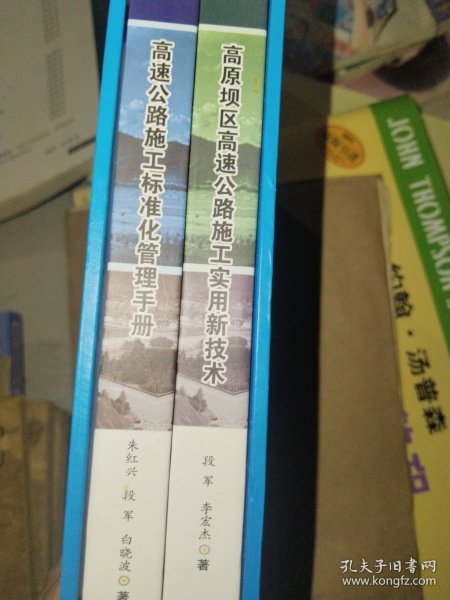 高速公路施工标准化管理手册
朱红兴 段军 白晓波 著
高原坝区高速公路施工实用新技术
段军 李宏杰 著
JOHN THOMPSON
约翰·汤普森
孔夫子旧书网
www.kongfz.com